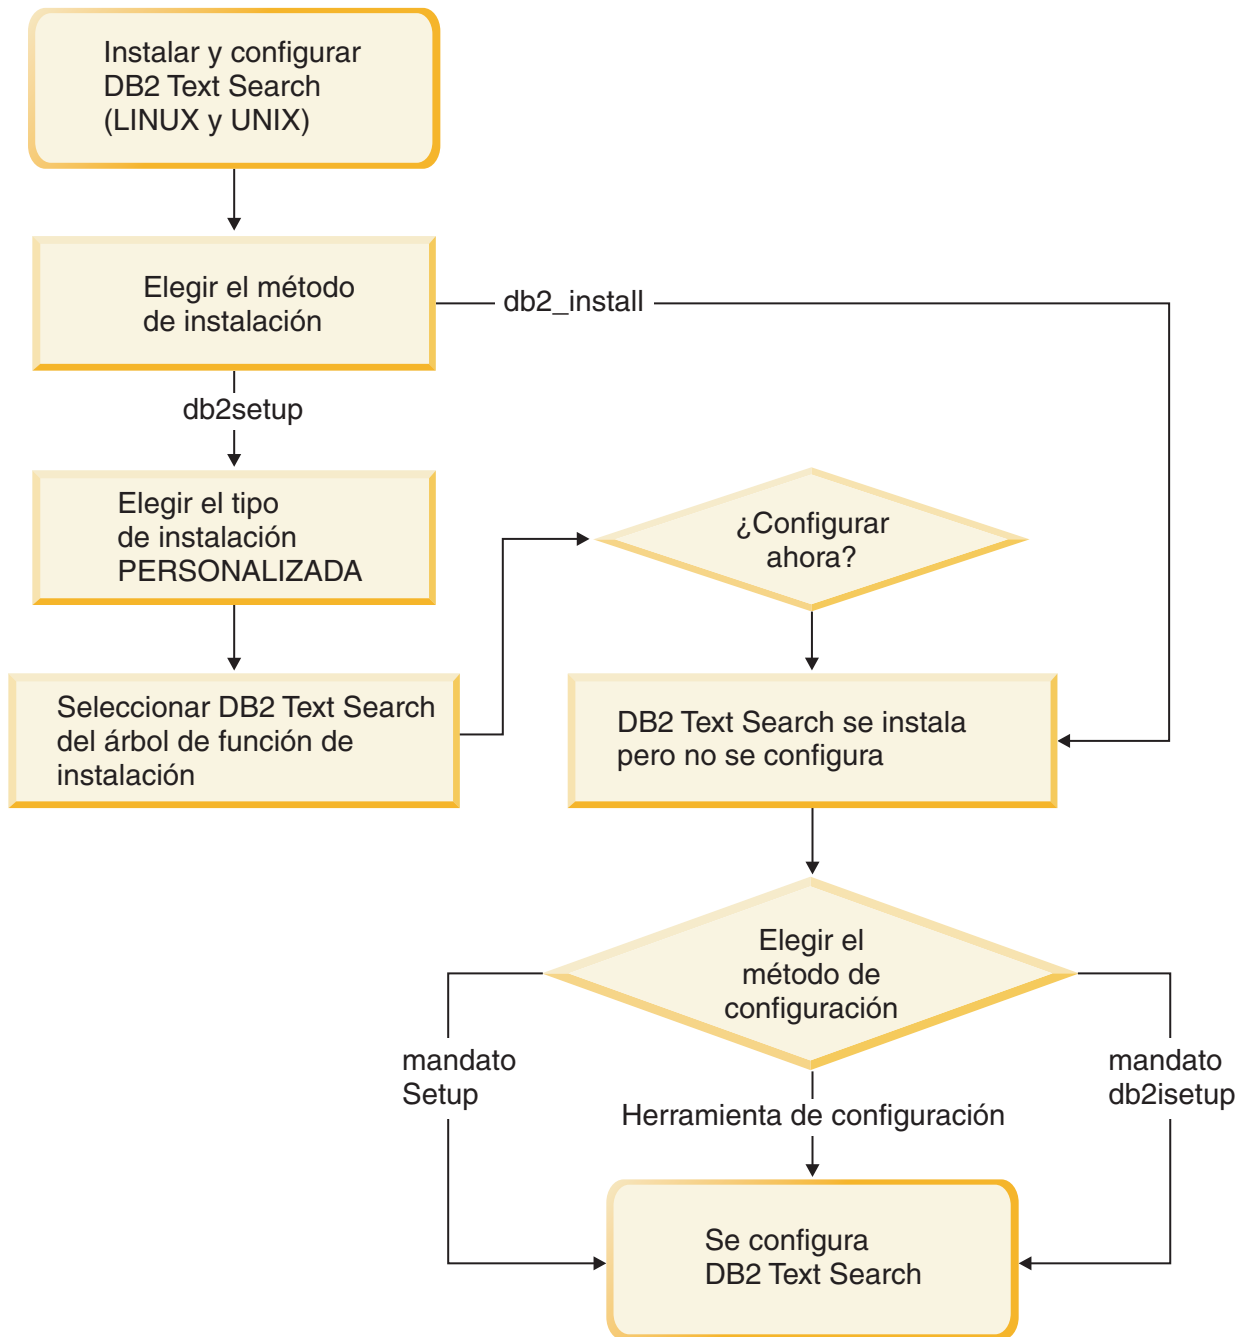 Instalar y configurar
DB2 Text Search
(LINUX y UNIX)
Elegir el método
de instalación
db2_install
db2setup
Elegir el tipo
de instalación
PERSONALIZADA
¿Configurar
ahora?
Seleccionar DB2 Text Search
del árbol de función de
instalación
DB2 Text Search se instala
pero no se configura
Elegir el
método de
configuración
mandato
Setup
Herramienta de configuración
mandato
db2isetup
Se configura
DB2 Text Search